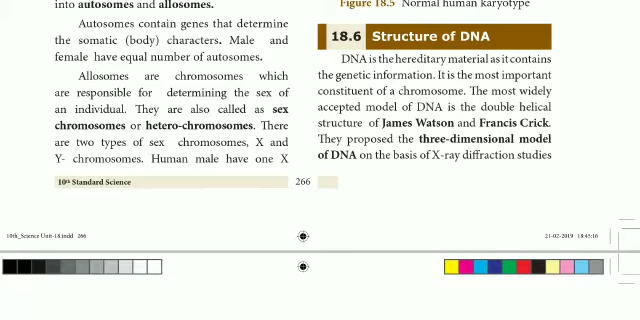 into autosomes and allosomes.
Autosomes contain genes that determine
the somatic (body) characters. Male and
female have equal number of autosomes.
Allosomes are chromosomes which
are responsible for determining the sex of
an individual. They are also called as sex
chromosomes or hetero-chromosomes. There
are two types of sex chromosomes, X and
Y- chromosomes. Human male have one X
Figure 18.5 Normal human karyotype
18.6 Structure of DNA
DNA is the hereditary material as it contains
the genetic information. It is the most important
constituent of a chromosome. The most widely
accepted model of DNA is the double helical
structure of James Watson and Francis Crick.
They proposed the three-dimensional model
of DNA on the basis of X-ray diffraction studies
10th Standard Science
266
10th_Science Unit-18.indd 266
21-02-2019 18:45:16